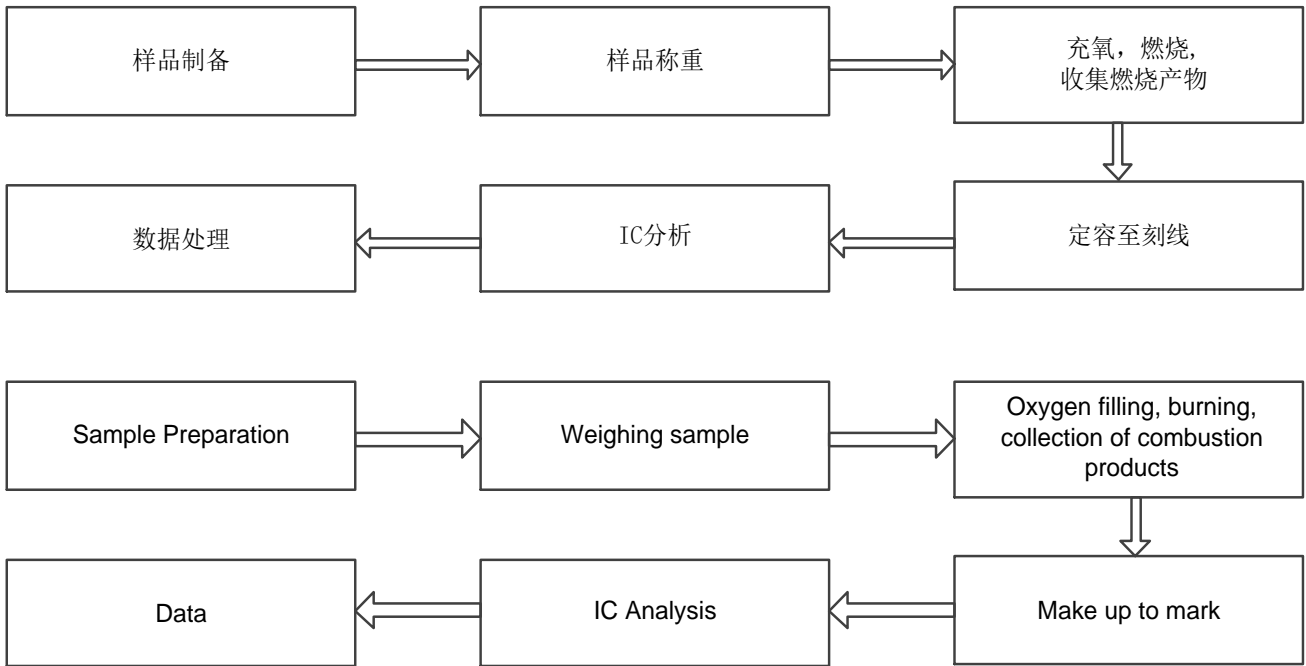 样品制备
样品称重
充氧，燃烧,
收集燃烧产物
数据处理
IC分析
定容至刻线
Sample Preparation
Weighing sample
Oxygen filling, burning,
collection of combustion
products
Data
IC Analysis
Make up to mark